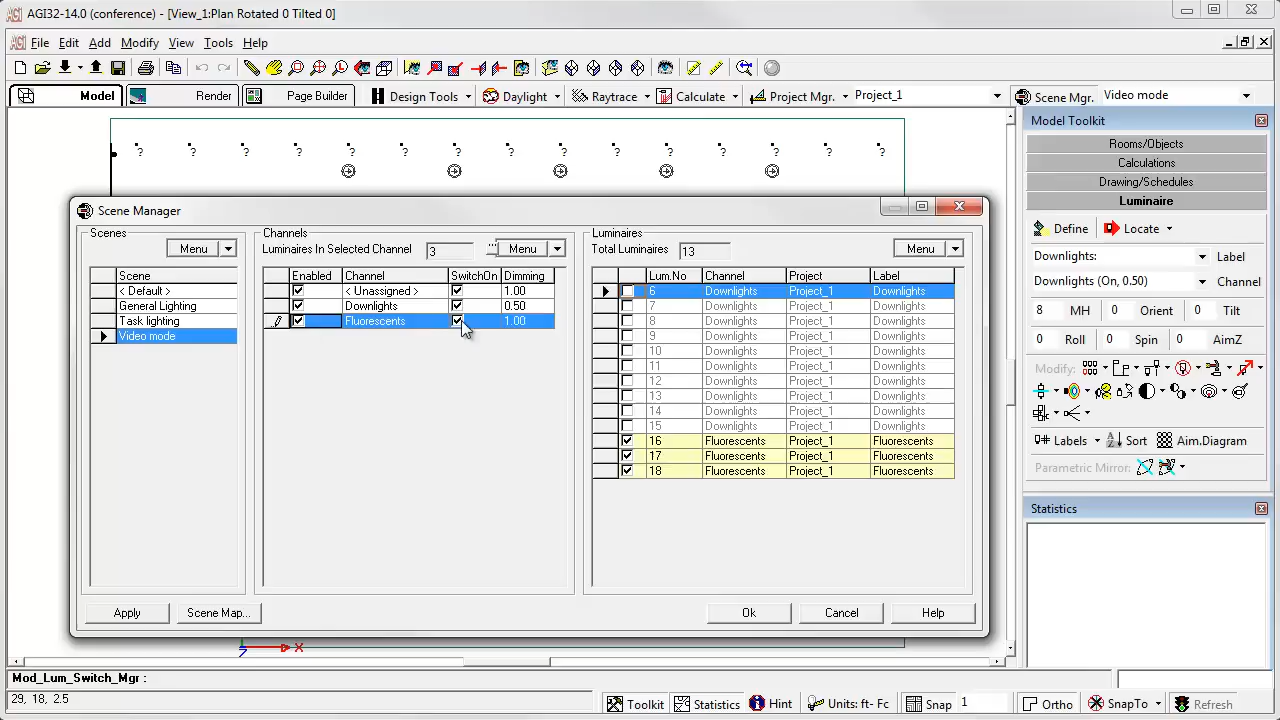 AGI AGI32-14.0 (conference) - [View_1:Plan Rotated 0 Tilted 0]
AGI File Edit Add Modify View Tools Help
Model Render Page Builder Design Tools Daylight Raytrace Calculate Project Mgr. Project_1 Scene Mgr. Video mode
? ? ? ? ? ? ? ? ? ? ? ? ? ? ?
Model Toolkit
Rooms/Objects
Calculations
Drawing/Schedules
Luminaire
Define Locate
Downlights: Label
Downlights (On, 0.50) Channel
8 MH 0 Orient 0 Tilt
0 Roll 0 Spin 0 AimZ
Modify:
Labels Sort Aim.Diagram
Parametric Mirror:
Statistics
Scene Manager
Scenes
Menu
Scene
< Default >
General Lighting
Task lighting
Video mode
Channels
Luminaires In Selected Channel 3 ... Menu
Enabled Channel SwitchOn Dimming
< Unassigned > 1.00
Downlights 0.50
Fluorescents 1.00
Luminaires
Total Luminaires 13 Menu
Lum.No Channel Project Label
6 Downlights Project_1 Downlights
7 Downlights Project_1 Downlights
8 Downlights Project_1 Downlights
9 Downlights Project_1 Downlights
10 Downlights Project_1 Downlights
11 Downlights Project_1 Downlights
12 Downlights Project_1 Downlights
13 Downlights Project_1 Downlights
14 Downlights Project_1 Downlights
15 Downlights Project_1 Downlights
16 Fluorescents Project_1 Fluorescents
17 Fluorescents Project_1 Fluorescents
18 Fluorescents Project_1 Fluorescents
Apply Scene Map... Ok Cancel Help
Z X
Mod_Lum_Switch_Mgr :
29, 18, 2.5
Toolkit Statistics Hint Units: ft- Fc Snap 1 Ortho SnapTo Refresh